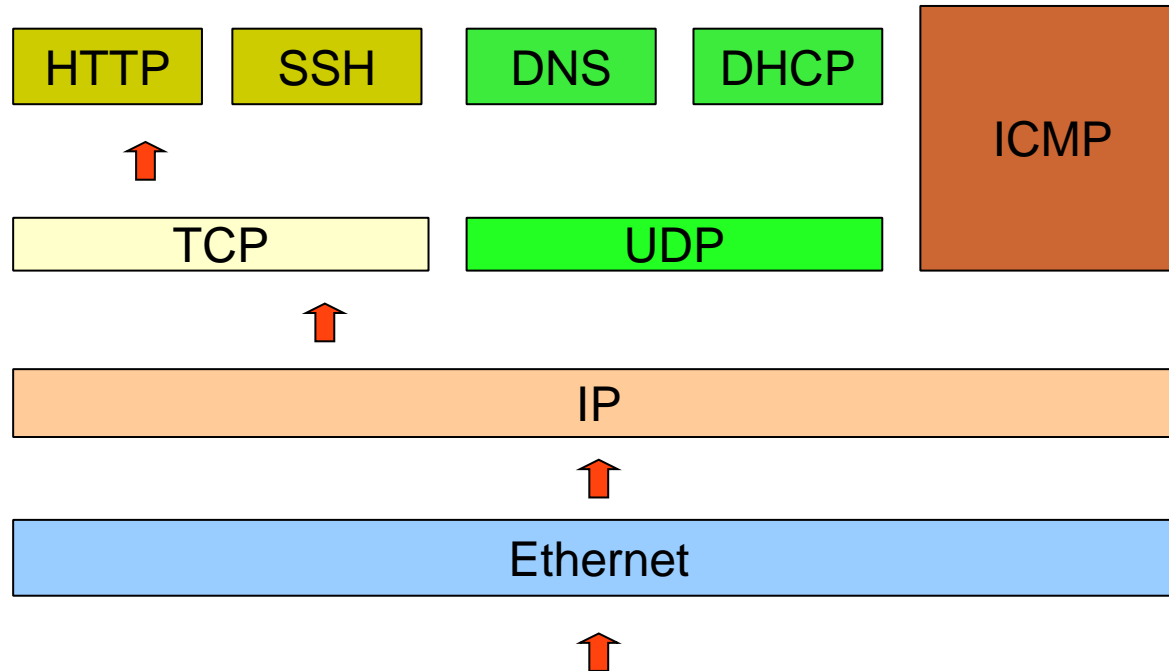 HTTP
SSH
DNS
DHCP
ICMP
TCP
UDP
IP
Ethernet